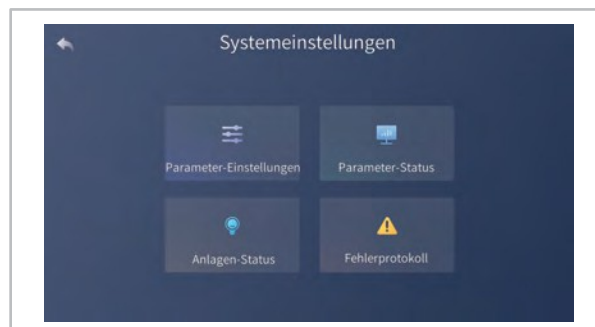 Systemeinstellungen
Parameter-Einstellungen
Parameter-Status
Anlagen-Status
Fehlerprotokoll